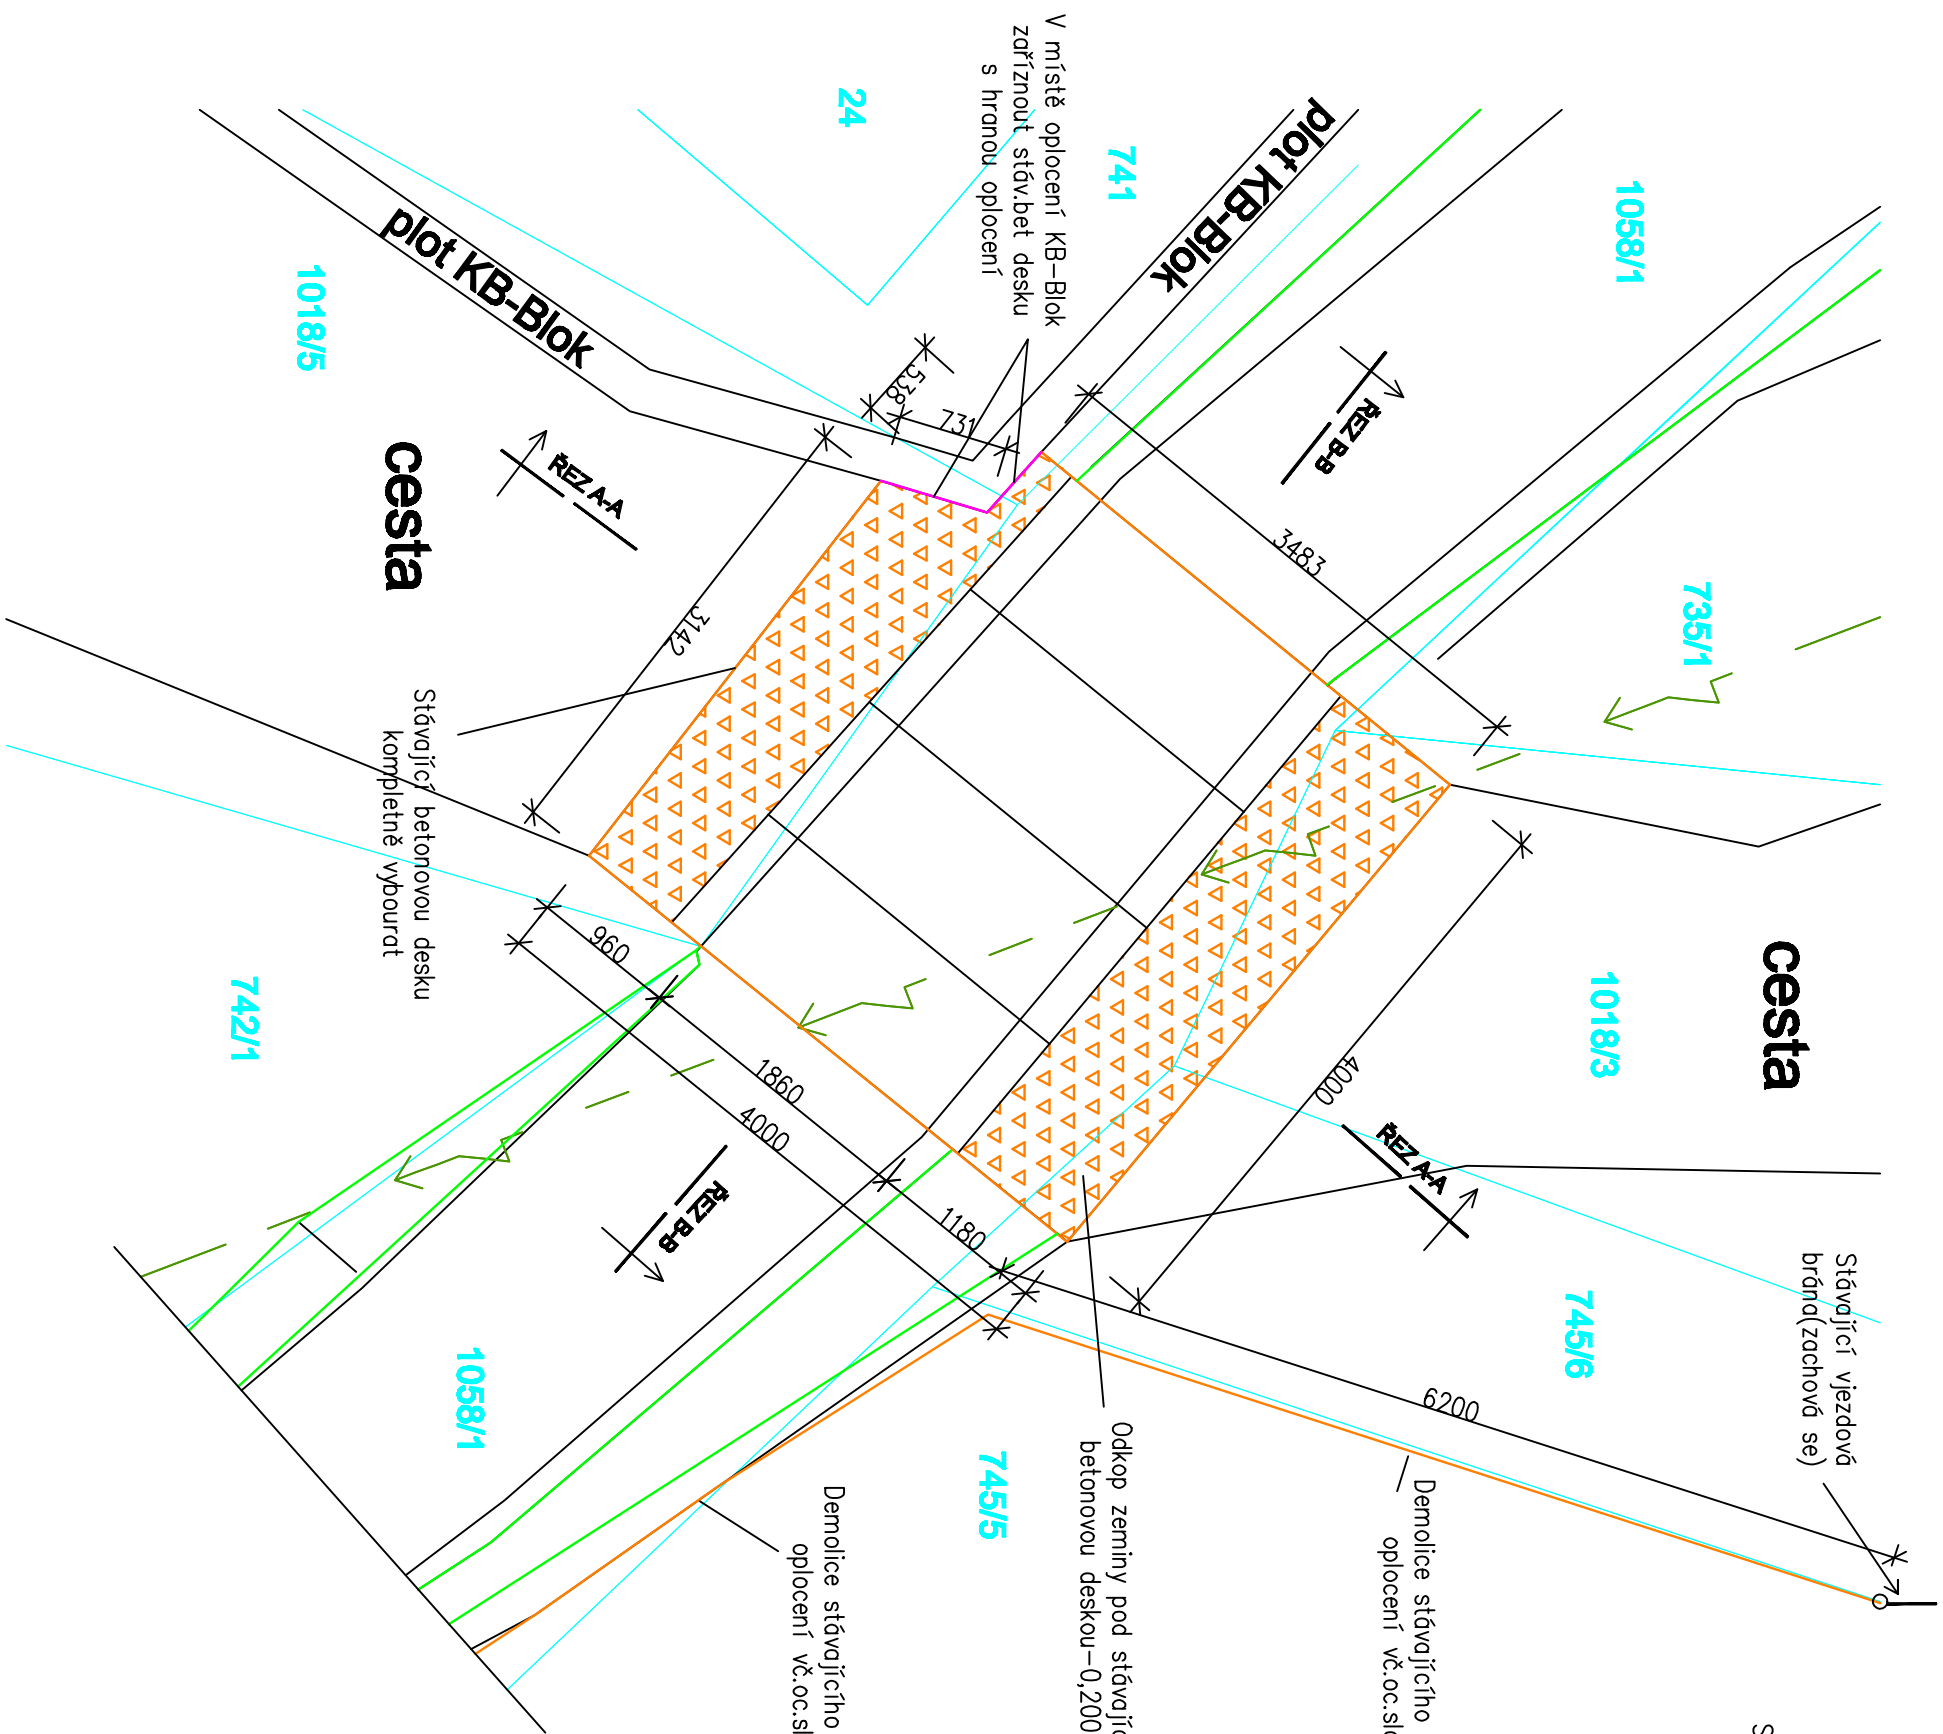 V místě oplocení KB-Blok
zaříznout stáv.bet desku
s hranou oplocení
plot KB-Blok
plot KB-Blok
24
741
1058/1
735/1
1018/5
cesta
ŘEZ A-A
ŘEZ B-B
538
731
3483
3142
Stávající betonovou desku
kompletně vybourat
742/1
960
1860
4000
1180
4000
cesta
1018/3
ŘEZ A-A
ŘEZ B-B
745/6
1058/1
745/5
6200
Stávající vjezdová
brána(zachová se)
Odkop zeminy pod
betonovou deskou-0,200
Demolice stávajícího
oplocení vč.oc.
Demolice stávajícího
oplocení vč.oc.